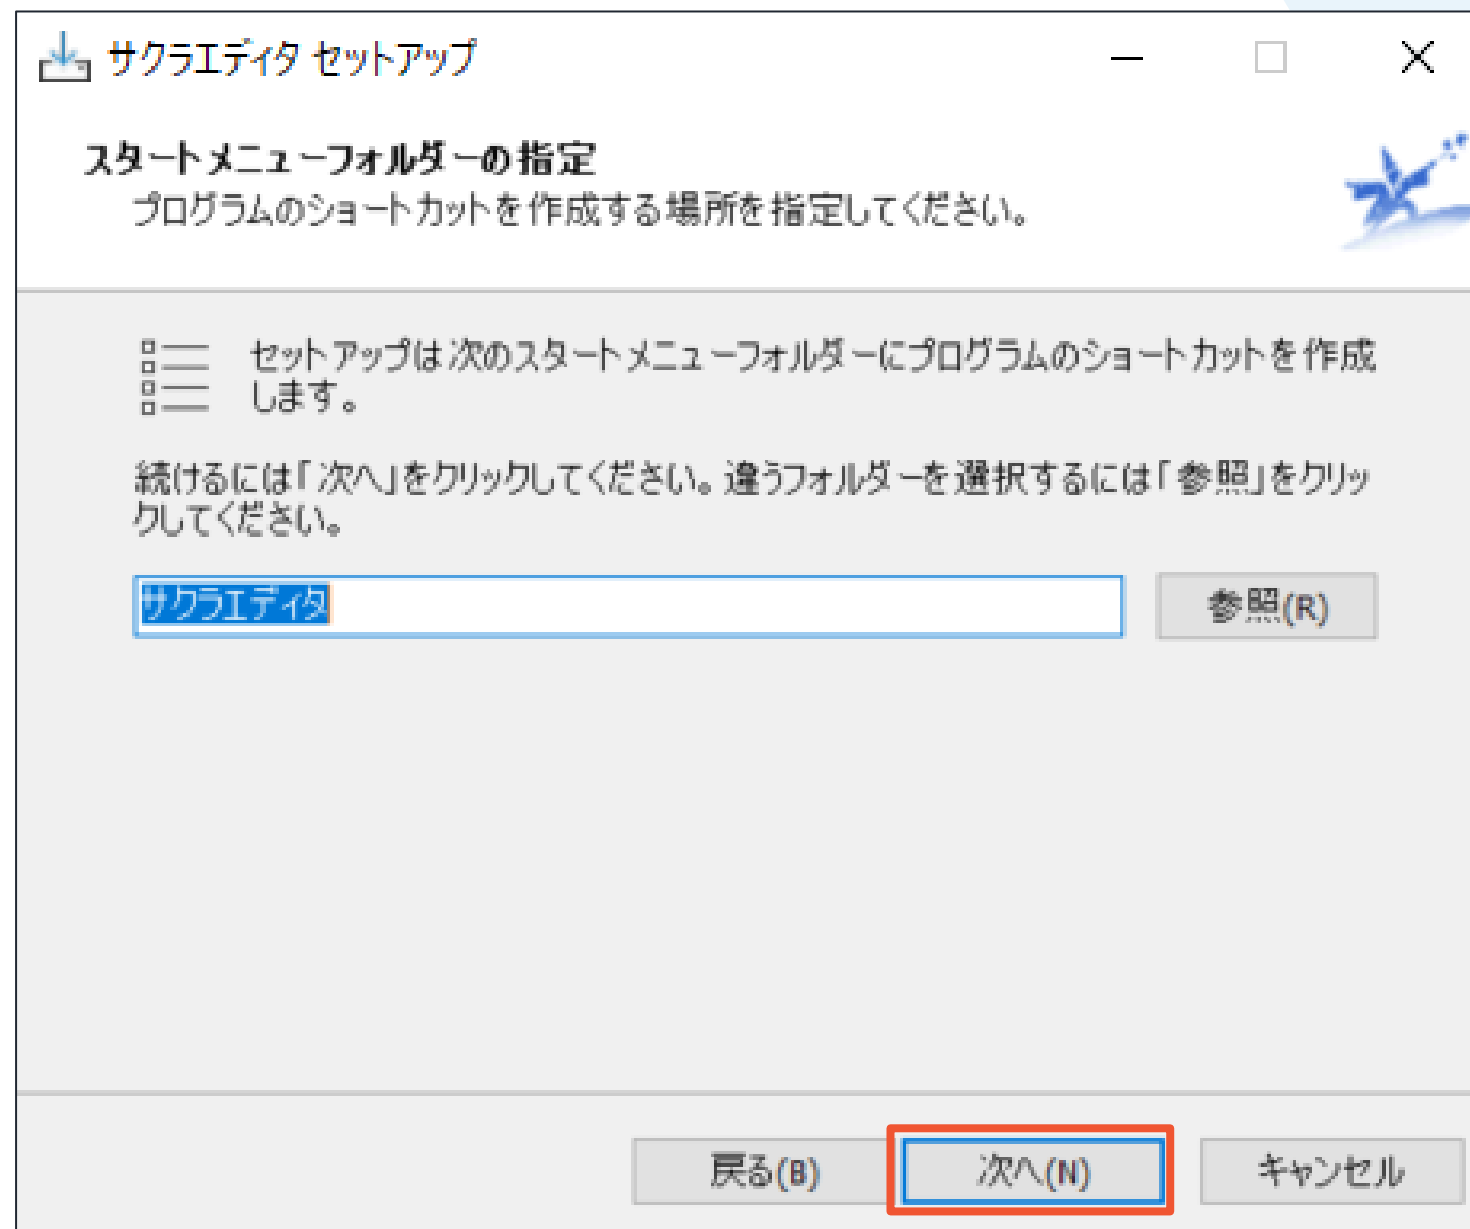 サクラエディタ セットアップ
スタートメニューフォルダーの指定
プログラムのショートカットを作成する場所を指定してください。
セットアップは次のスタートメニューフォルダーにプログラムのショートカットを作成
します。
続けるには「次へ」をクリックしてください。違うフォルダーを選択するには「参照」をクリッ
クしてください。
サクラエディタ
参照(R)
戻る(B)
次へ(N)
キャンセル